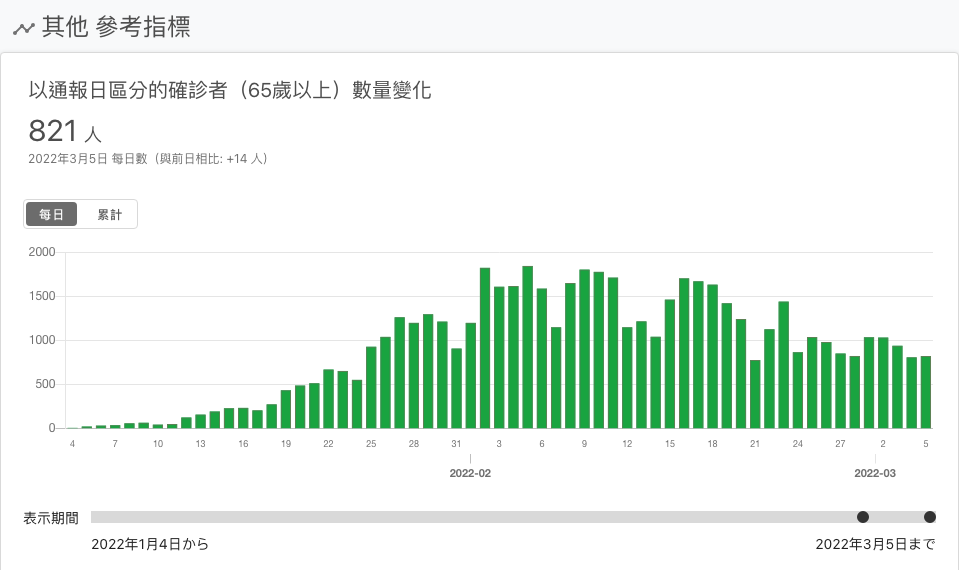 其他 參考指標
以通報日區分的確診者（65歲以上）數量變化
821 人
2022年3月5日 每日數（與前日相比: +14 人）
每日 累計
2000
1500
1000
500
0
4 7 10 13 16 19 22 25 28 31 3 6 9 12 15 18 21 24 27 2 5
2022-02 2022-03
表示期間
2022年1月4日から 2022年3月5日まで